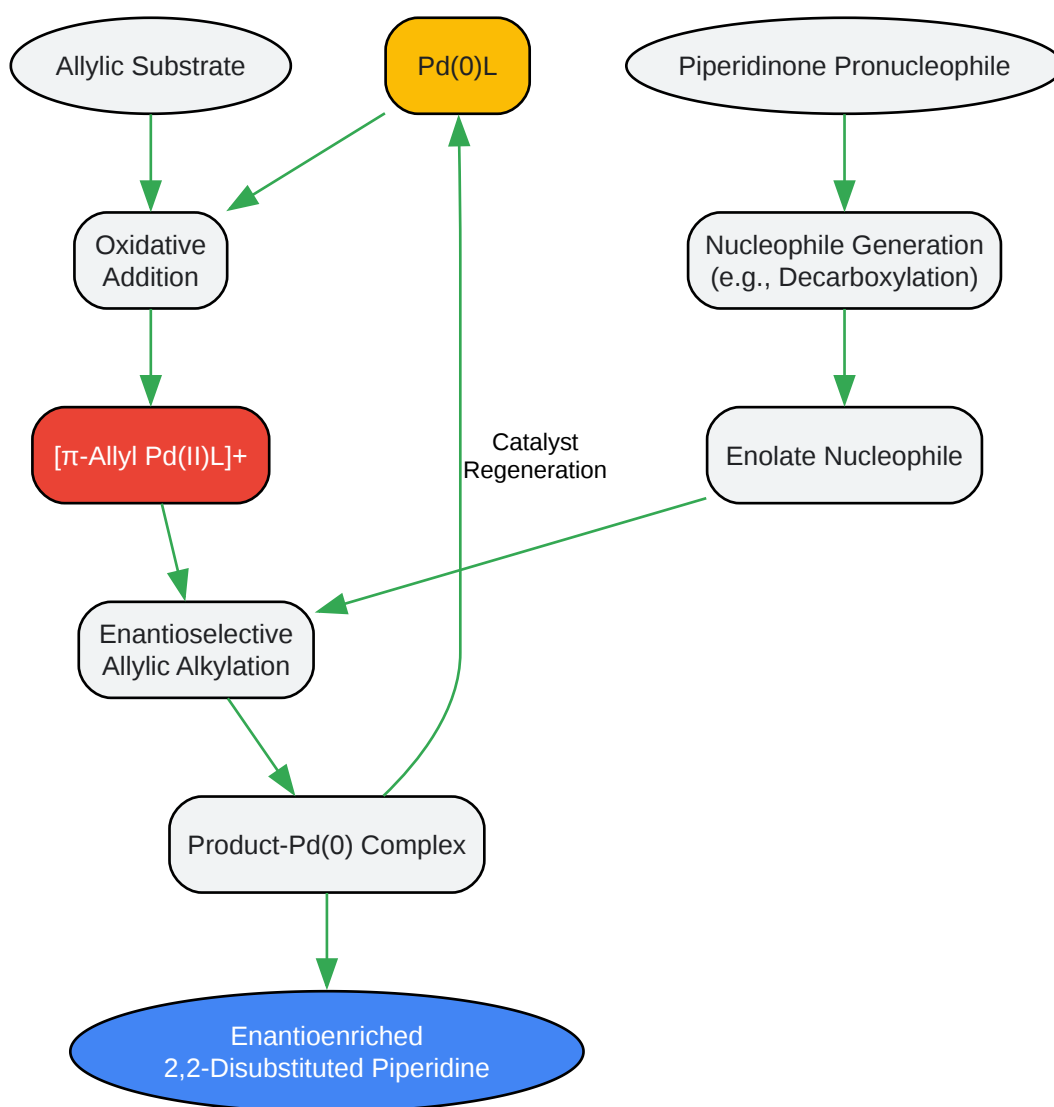 Allylic Substrate
Pd(0)L
Piperidinone Pronucleophile
Oxidative
Addition
Nucleophile Generation
(e.g., Decarboxylation)
[π-Allyl Pd(II)L]+
Catalyst
Regeneration
Enolate Nucleophile
Enantioselective
Allylic Alkylation
Product-Pd(0) Complex
Enantioenriched
2,2-Disubstituted Piperidine